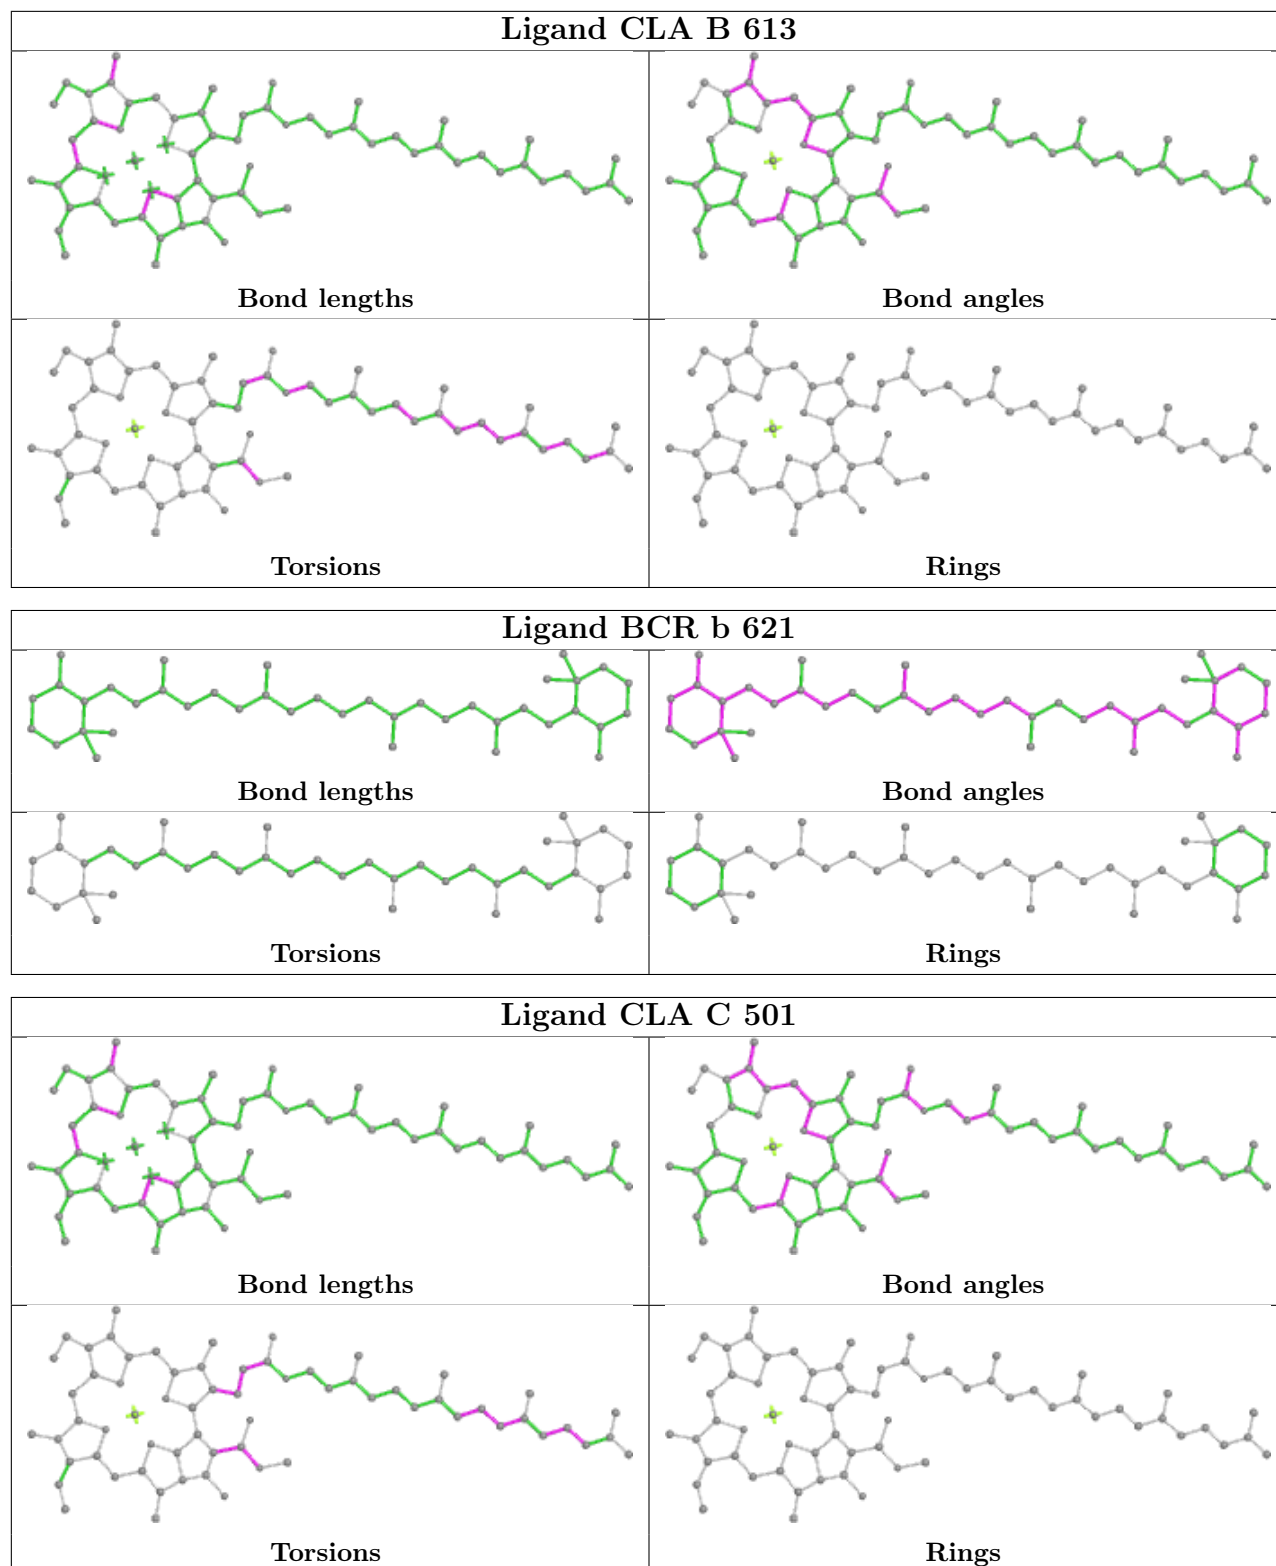 Ligand CLA B 613
Bond lengths
Bond angles
Torsions
Rings
Ligand BCR b 621
Bond lengths
Bond angles
Torsions
Rings
Ligand CLA C 501
Bond lengths
Bond angles
Torsions
Rings